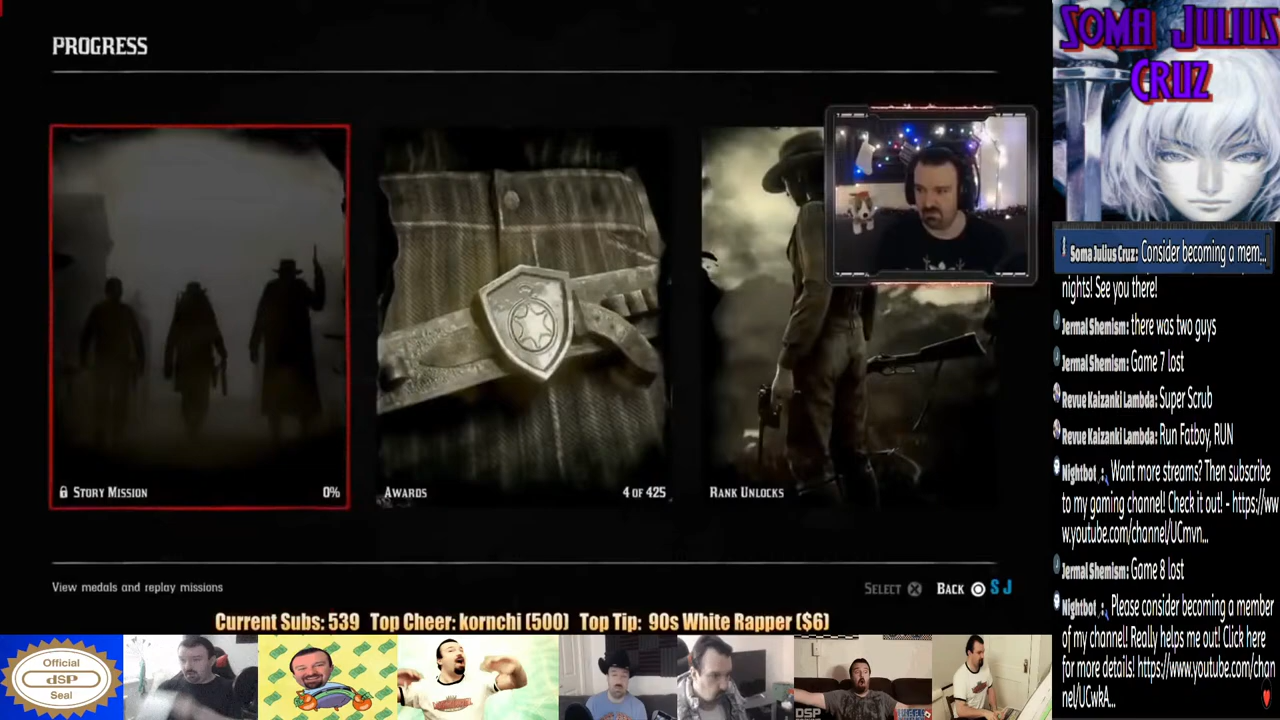 PROGRESS
STORY MISSION 0%
AWARDS 4 OF 425
RANK UNLOCKS
View medals and replay missions
SELECT BACK SJ
Current Subs: 539 Top Cheer: kornchi (500) Top Tip: 90s White Rapper ($6)
Official
dSP
Seal
DSP
SOMA JULIUS
CRUZ
Soma Julius Cruz: Consider becoming a mem...
nights! See you there!
Jermal Shemism: there was two guys
Jermal Shemism: Game 7 lost
Revue Kaizanki Lambda: Super Scrub
Revue Kaizanki Lambda: Run Fatboy, RUN
Nightbot : Want more streams? Then subscribe
to my gaming channel! Check it out! - https://ww
w.youtube.com/channel/UCmvn...
Jermal Shemism: Game 8 lost
Nightbot : Please consider becoming a member
of my channel! Really helps me out! Click here
for more details! https://www.youtube.com/chan
nel/UCwkA...